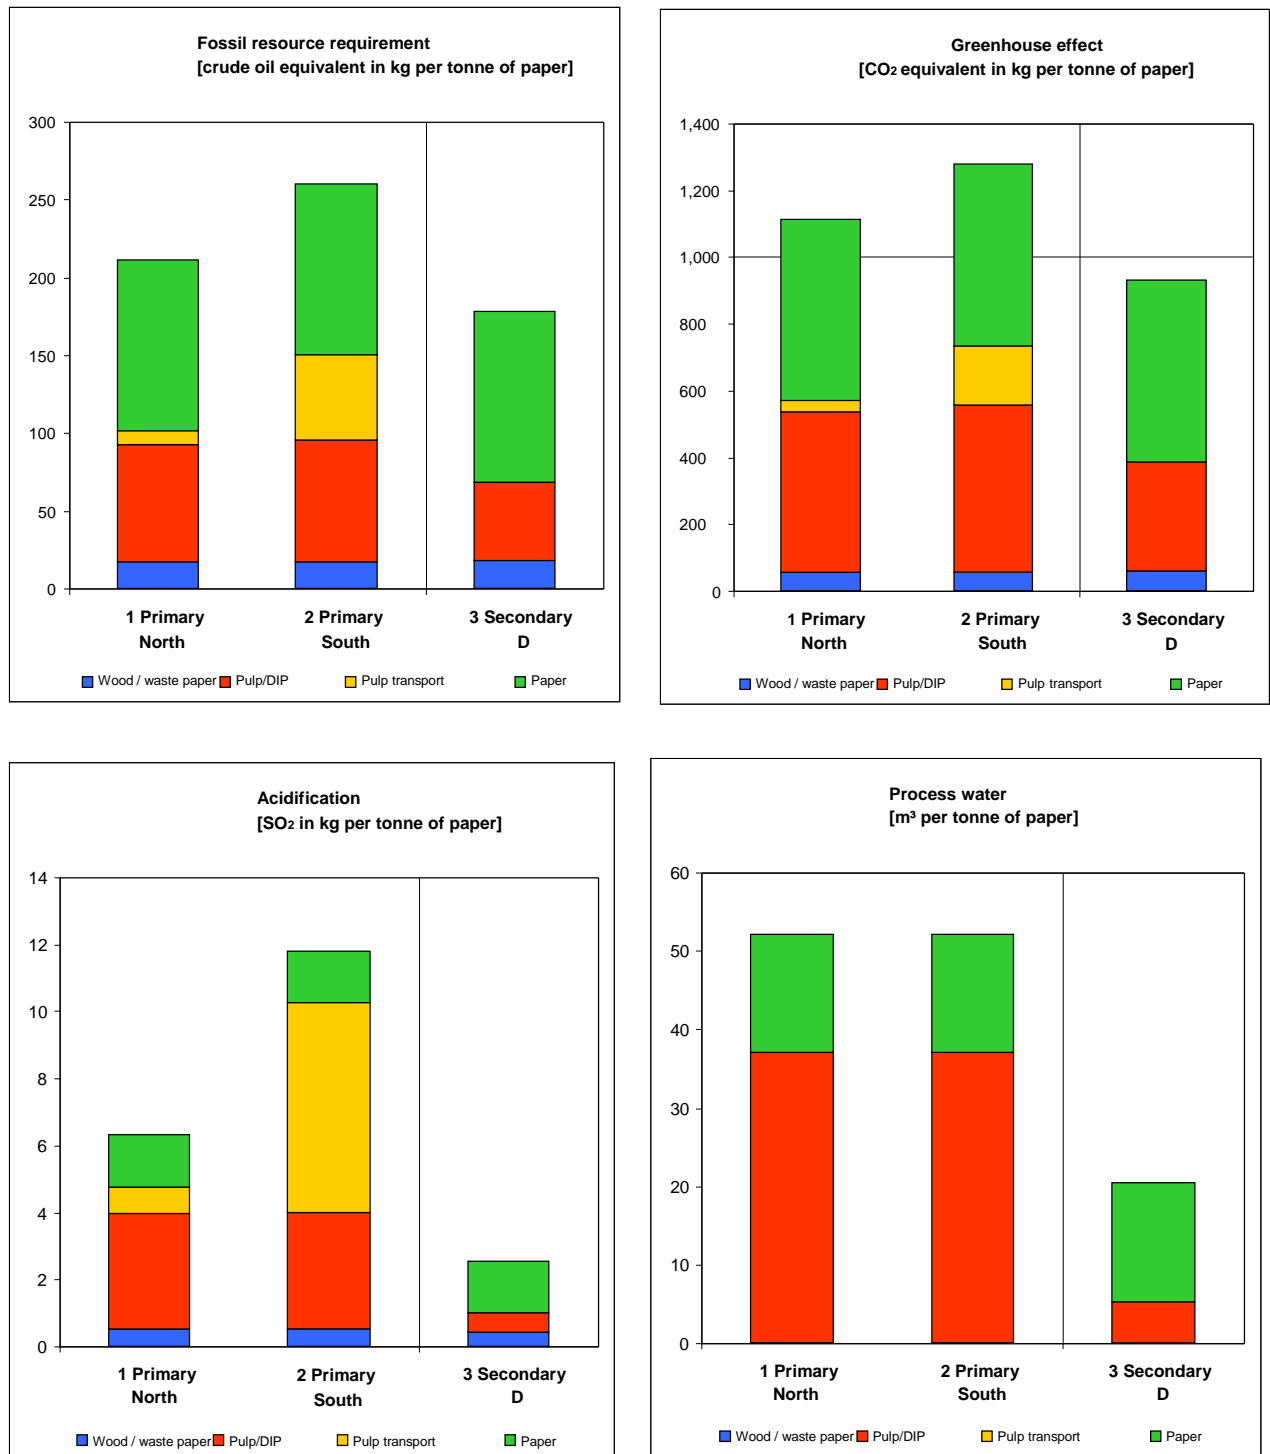 Fossil resource requirement
[crude oil equivalent in kg per tonne of paper]
300
250
200
150
100
50
0
1 Primary North
2 Primary South
3 Secondary D
Wood / waste paper Pulp/DIP Pulp transport Paper
Greenhouse effect
[CO2 equivalent in kg per tonne of paper]
1,400
1,200
1,000
800
600
400
200
0
1 Primary North
2 Primary South
3 Secondary D
Wood / waste paper Pulp/DIP Pulp transport Paper
Acidification
[SO2 in kg per tonne of paper]
14
12
10
8
6
4
2
0
1 Primary North
2 Primary South
3 Secondary D
Wood / waste paper Pulp/DIP Pulp transport Paper
Process water
[m³ per tonne of paper]
60
50
40
30
20
10
0
1 Primary North
2 Primary South
3 Secondary D
Wood / waste paper Pulp/DIP Pulp transport Paper